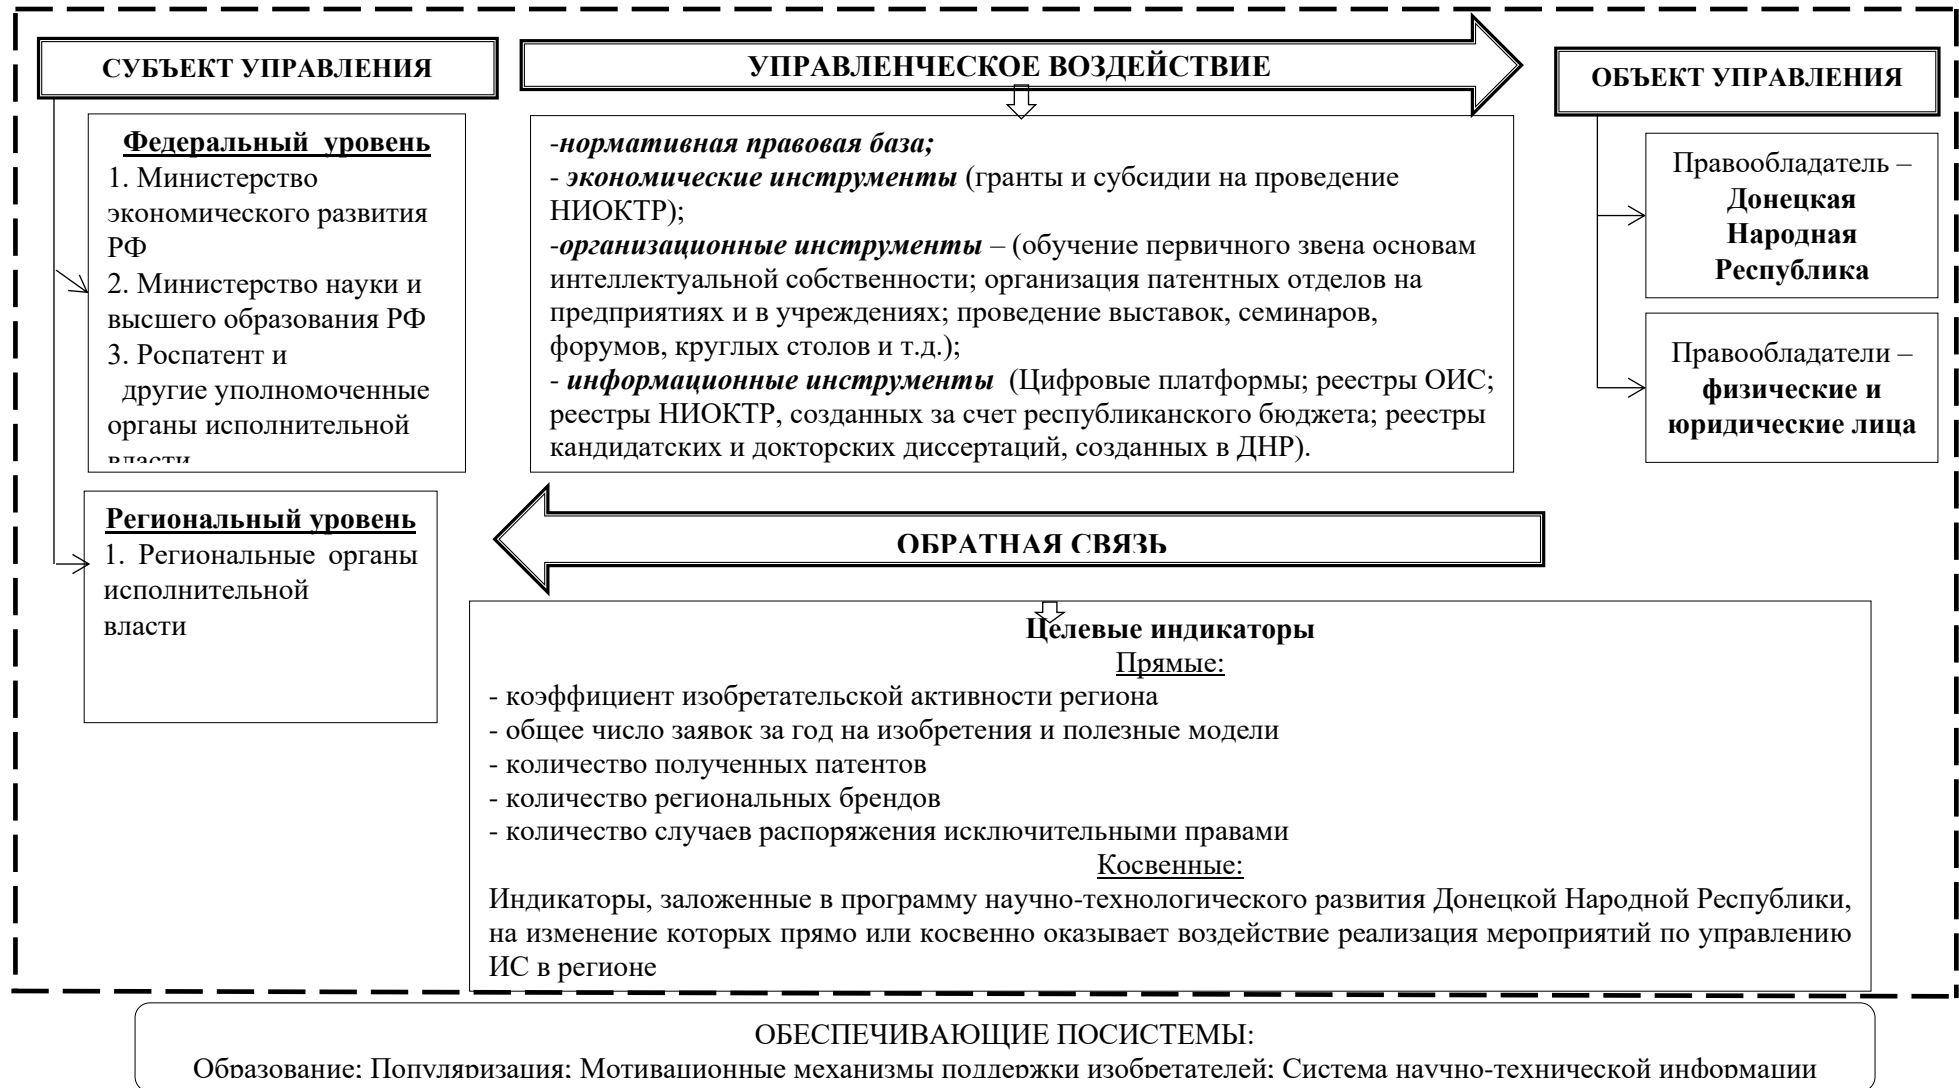 СУБЪЕКТ УПРАВЛЕНИЯ
УПРАВЛЕНЧЕСКОЕ ВОЗДЕЙСТВИЕ
ОБЪЕКТ УПРАВЛЕНИЯ
Федеральный уровень
1. Министерство
экономического развития
РФ
2. Министерство науки и
высшего образования РФ
3. Роспатент и
другие уполномоченные
органы исполнительной
власти
-нормативная правовая база;
- экономические инструменты (гранты и субсидии на проведение
НИОКТР);
-организационные инструменты – (обучение первичного звена основам
интеллектуальной собственности; организация патентных отделов на
предприятиях и в учреждениях; проведение выставок, семинаров,
форумов, круглых столов и т.д.);
- информационные инструменты (Цифровые платформы; реестры ОИС;
реестры НИОКТР, созданных за счет республиканского бюджета; реестры
кандидатских и докторских диссертаций, созданных в ДНР).
Правообладатель –
Донецкая
Народная
Республика
Правообладатели –
физические и
юридические лица
Региональный уровень
1. Региональные органы
исполнительной
власти
ОБРАТНАЯ СВЯЗЬ
Целевые индикаторы
Прямые:
- коэффициент изобретательской активности региона
- общее число заявок за год на изобретения и полезные модели
- количество полученных патентов
- количество региональных брендов
- количество случаев распоряжения исключительными правами
Косвенные:
Индикаторы, заложенные в программу научно-технологического развития Донецкой Народной Республики,
на изменение которых прямо или косвенно оказывает воздействие реализация мероприятий по управлению
ИС в регионе
ОБЕСПЕЧИВАЮЩИЕ ПОСИСТЕМЫ:
Образование; Популяризация; Мотивационные механизмы поддержки изобретателей; Система научно-технической информации